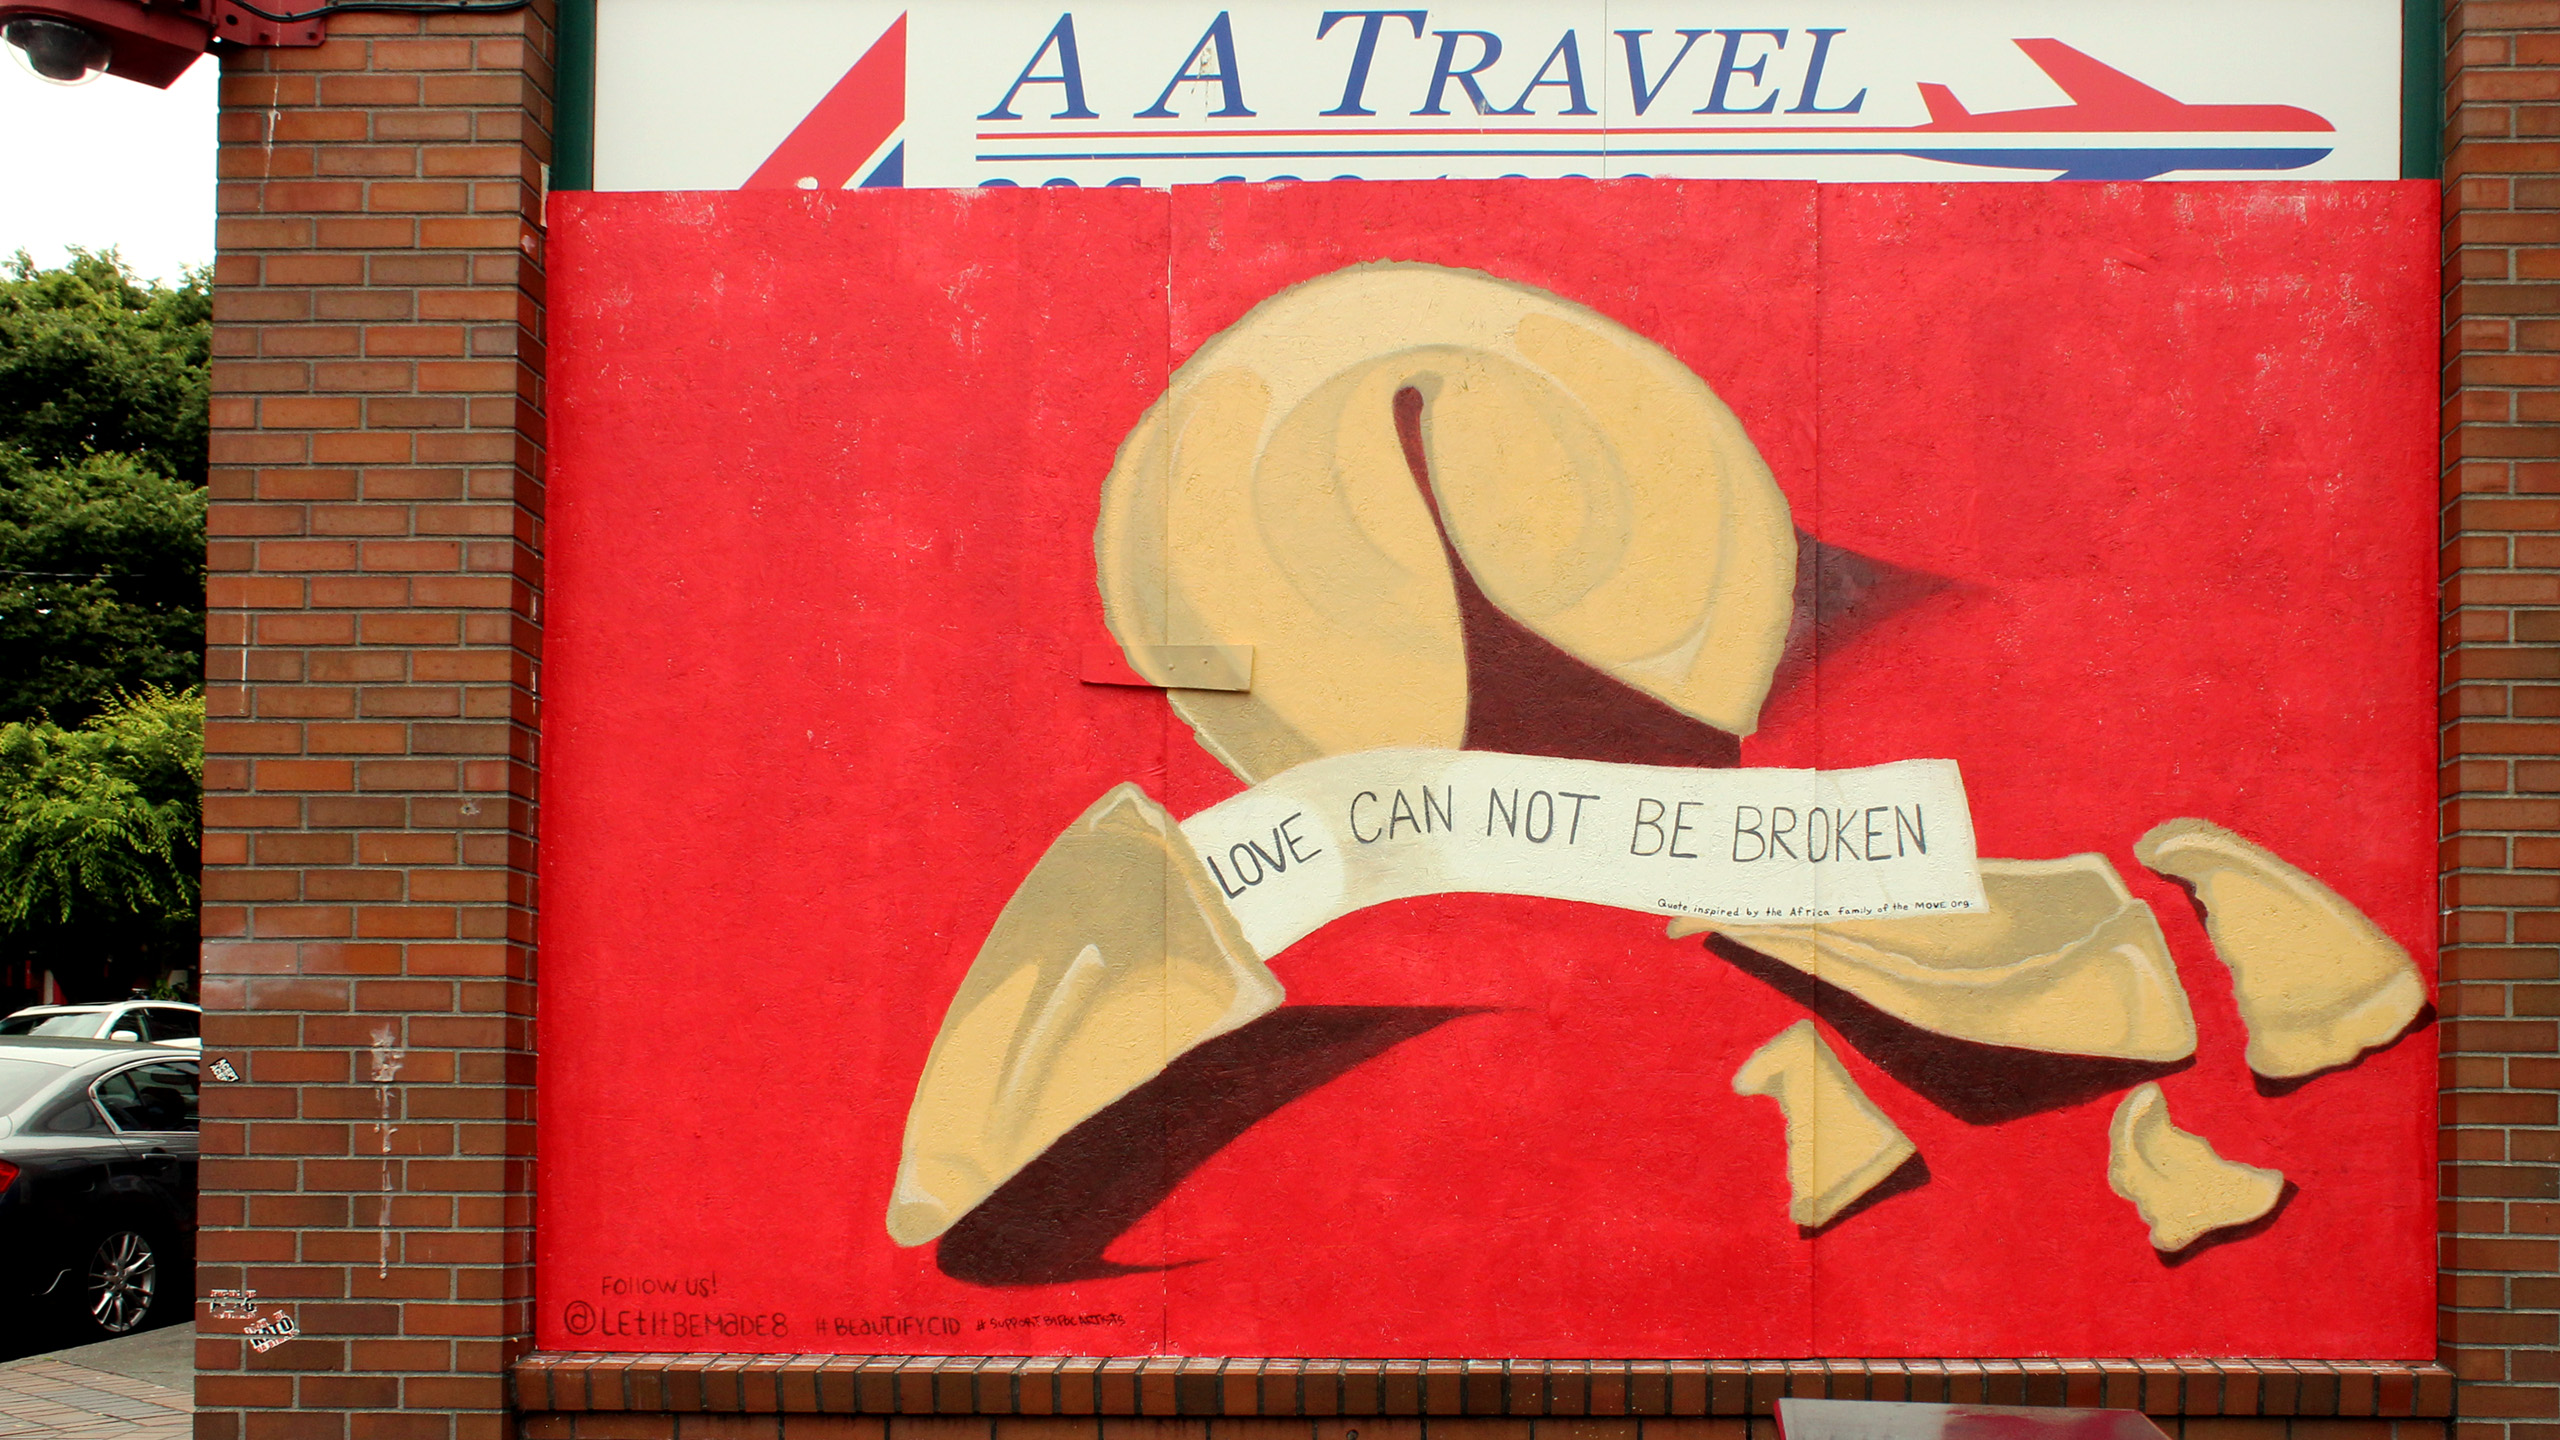 A A TRAVEL
LOVE CAN NOT BE BROKEN
Quote inspired by the Africa family of the MOVE org.
Follow us!
@LEtItBEMaDE8 #BEaUTIFYCID #SUPPORTBIPOCARTISTS